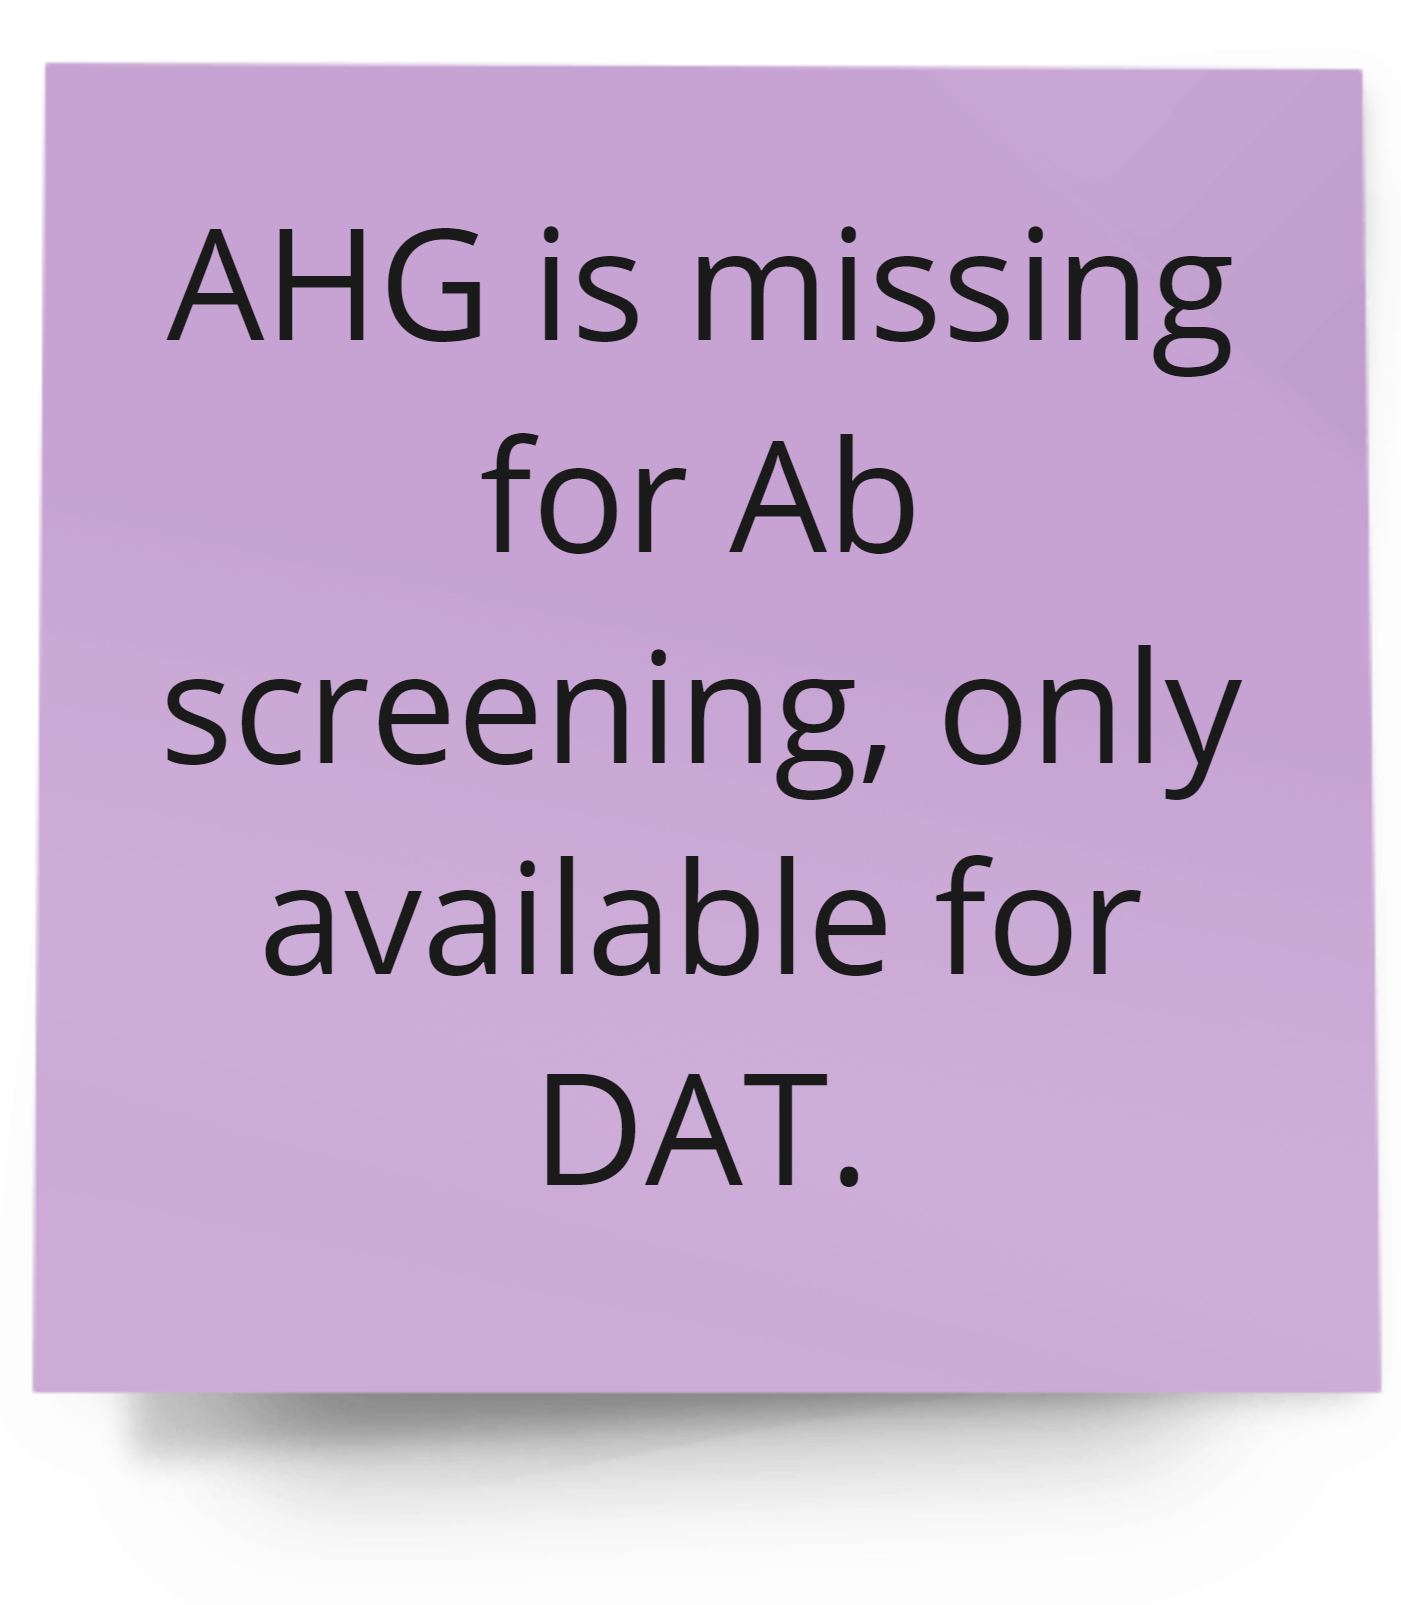 AHG is missing
for Ab
screening, only
available for
DAT.